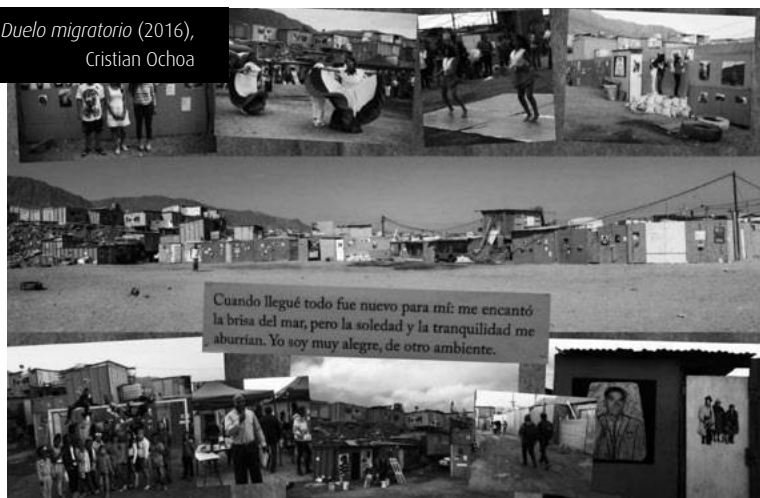 Duelo migratorio (2016),
Cristian Ochoa
Cuando llegué todo fue nuevo para mí: me encantó
la brisa del mar, pero la soledad y la tranquilidad me
aburrían. Yo soy muy alegre, de otro ambiente.